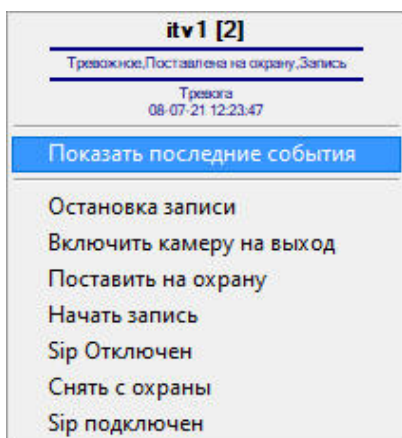 itv1 [2]
Тревожное,Поставлена на охрану,Запись
Тревога
08-07-21 12:23:47
Показать последние события
Остановка записи
Включить камеру на выход
Поставить на охрану
Начать запись
Sip Отключен
Снять с охраны
Sip подключен